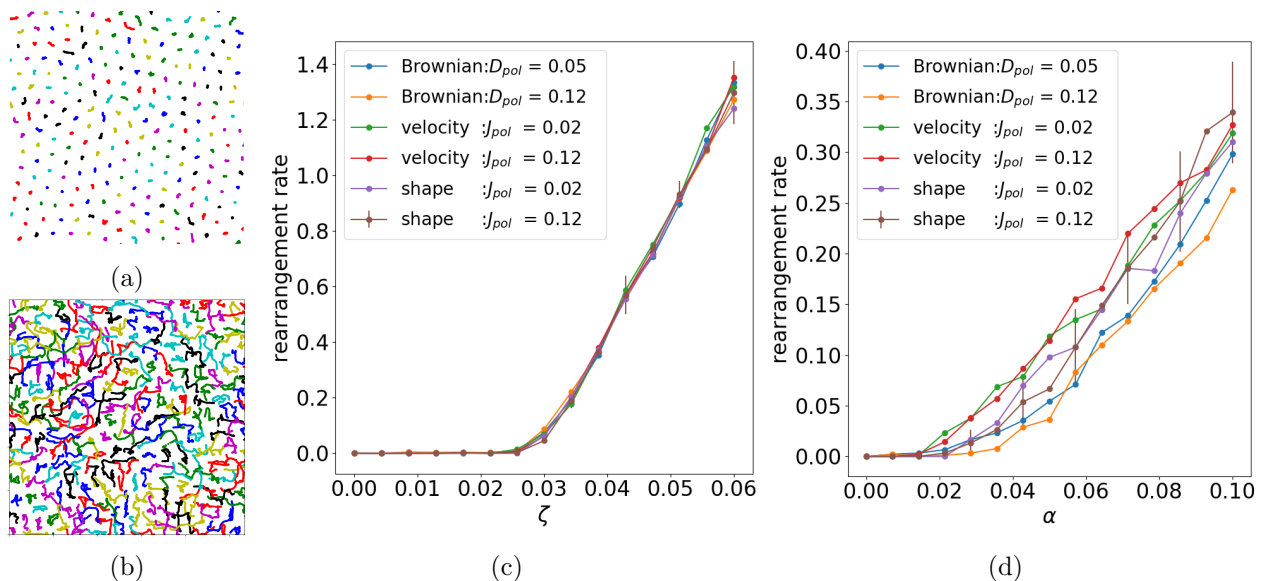 (a)
(b)
rearrangement rate
1.4
1.2
1.0
0.8
0.6
0.4
0.2
0.0
Brownian:D_pol = 0.05
Brownian:D_pol = 0.12
velocity :J_pol = 0.02
velocity :J_pol = 0.12
shape :J_pol = 0.02
shape :J_pol = 0.12
0.00 0.01 0.02 0.03 0.04 0.05 0.06
ζ
(c)
rearrangement rate
0.40
0.35
0.30
0.25
0.20
0.15
0.10
0.05
0.00
Brownian:D_pol = 0.05
Brownian:D_pol = 0.12
velocity :J_pol = 0.02
velocity :J_pol = 0.12
shape :J_pol = 0.02
shape :J_pol = 0.12
0.00 0.02 0.04 0.06 0.08 0.10
α
(d)